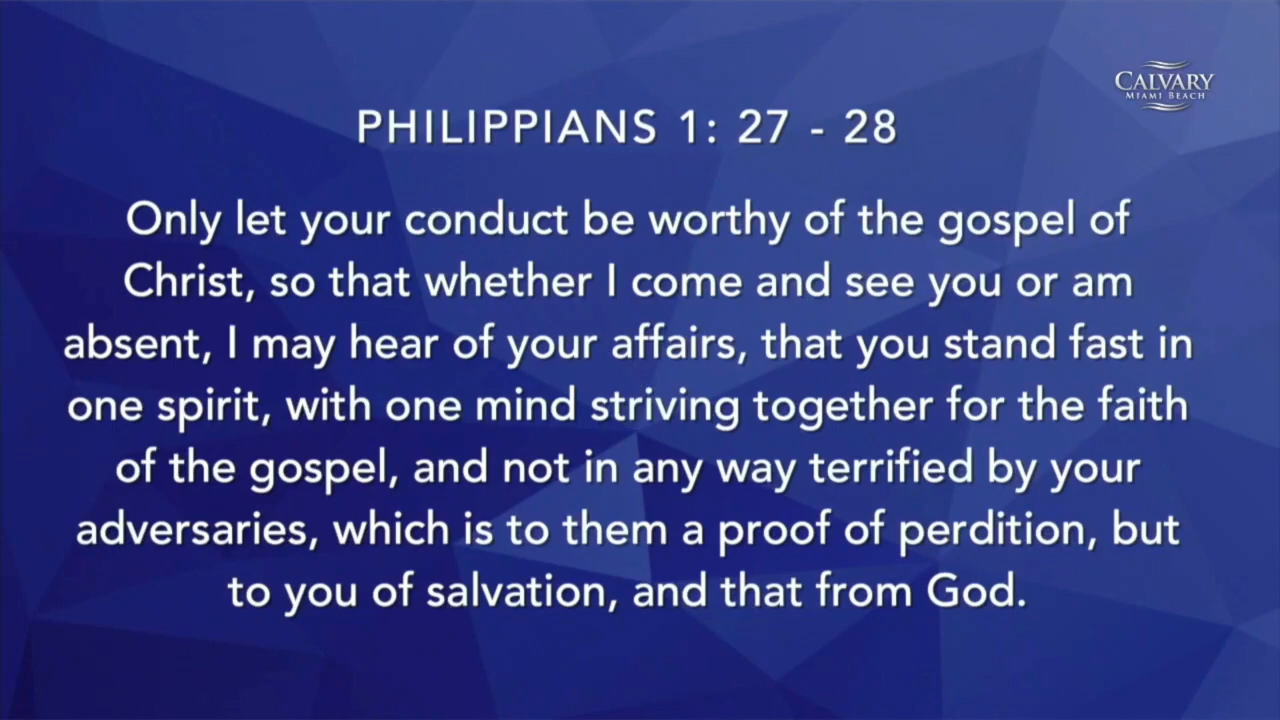 CALVARY
MIAMI BEACH
PHILIPPIANS 1: 27 - 28
Only let your conduct be worthy of the gospel of
Christ, so that whether I come and see you or am
absent, I may hear of your affairs, that you stand fast in
one spirit, with one mind striving together for the faith
of the gospel, and not in any way terrified by your
adversaries, which is to them a proof of perdition, but
to you of salvation, and that from God.